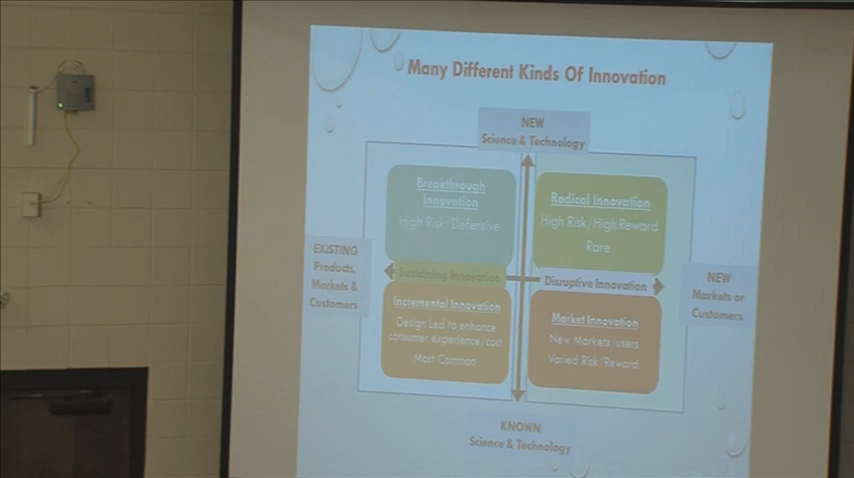 Many Different Kinds Of Innovation
NEW
Science & Technology
Breakthrough
Innovation
High Risk/Defensive
Radical Innovation
High Risk/High Reward
Rare
EXISTING
Products,
Markets &
Customers
Sustaining Innovation
Disruptive Innovation
NEW
Markets or
Customers
Incremental Innovation
Design Led to enhance
consumer experience/cost
Most Common
Market Innovation
New Markets/users
Varied Risk/Reward
KNOWN
Science & Technology